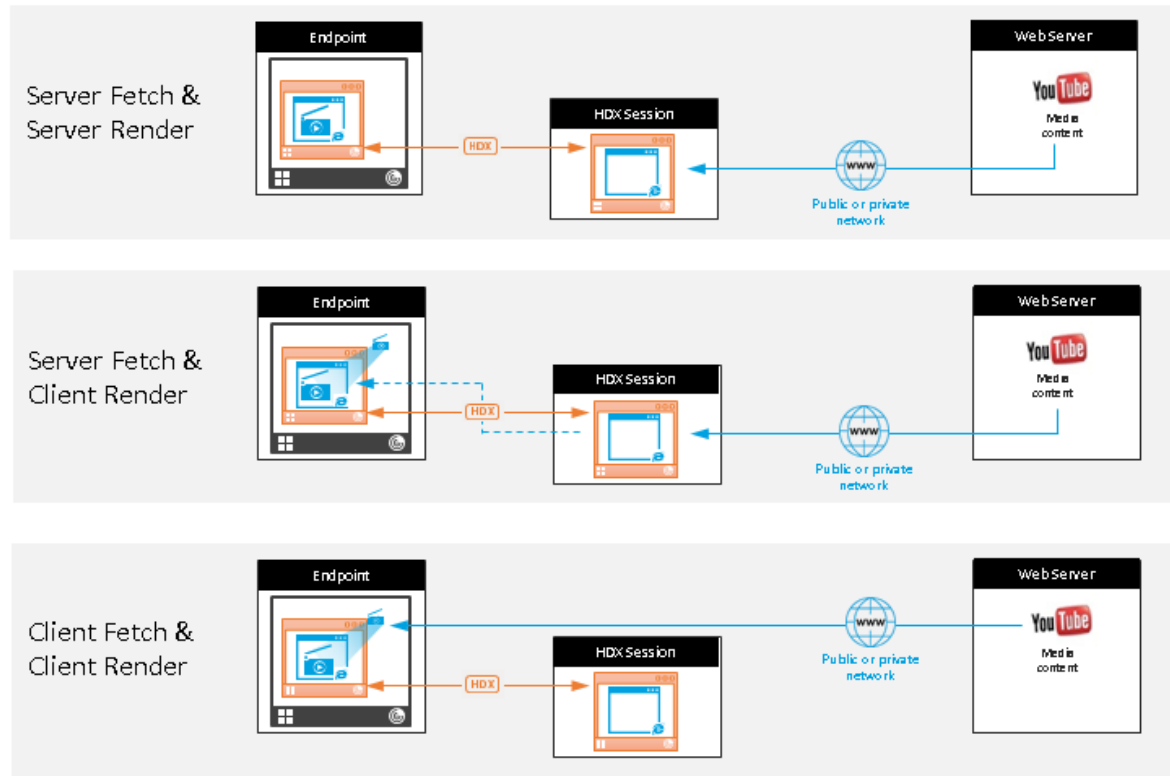 Endpoint
WebServer
Server Fetch &
Server Render
HDX Session
YouTube
Media
content
HDX
www
Public or private
network
Endpoint
WebServer
Server Fetch &
Client Render
HDX Session
YouTube
Media
content
HDX
www
Public or private
network
Endpoint
WebServer
Client Fetch &
Client Render
HDX Session
YouTube
Media
content
HDX
www
Public or private
network